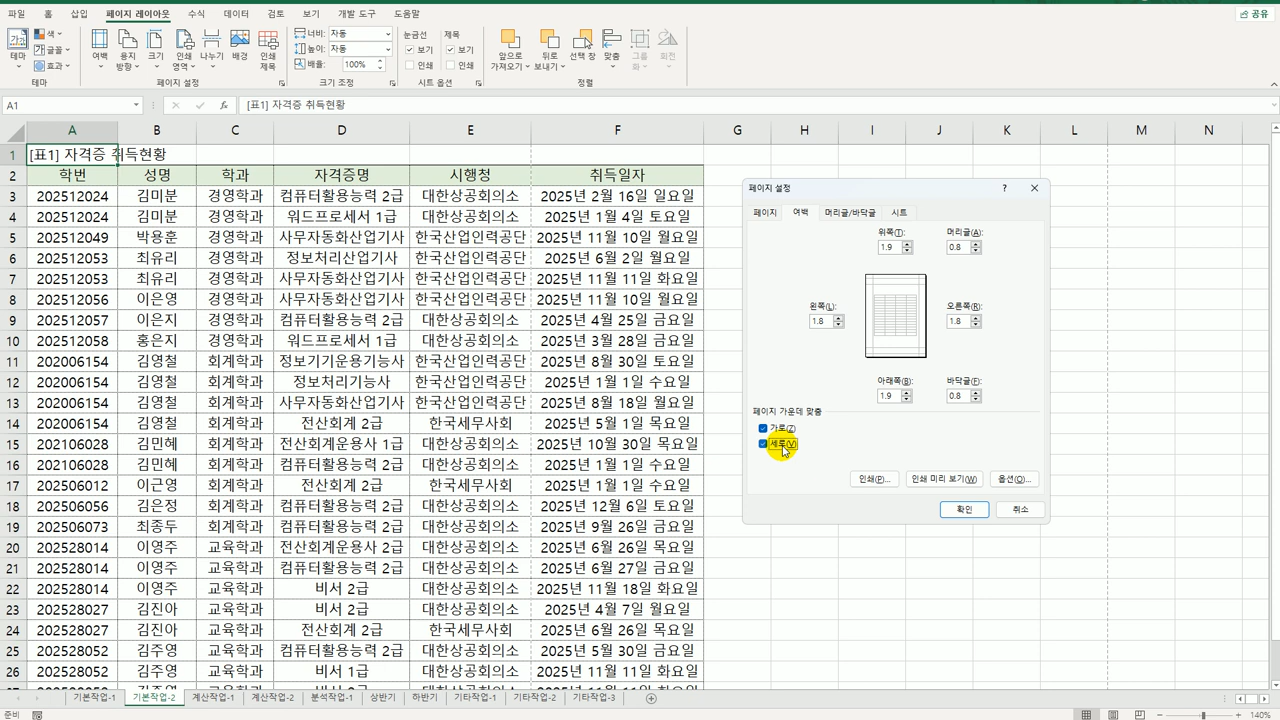 파일 홈 삽입 페이지 레이아웃 수식 데이터 검토 보기 개발 도구 도움말 공유
테마 색 글꼴 효과 여백 용지 방향 크기 인쇄 영역 나누기 배경 인쇄 제목 너비: 자동 높이: 자동 배율: 100% 눈금선 보기 인쇄 제목 보기 인쇄 앞으로 가져오기 뒤로 보내기 선택 창 맞춤 그룹화 회전
테마 페이지 설정 크기 조정 시트 옵션 정렬
A1 fx [표1] 자격증 취득현황
A B C D E F G H I J K L M N
1 [표1] 자격증 취득현황
2 학번 성명 학과 자격증명 시행청 취득일자
3 202512024 김미분 경영학과 컴퓨터활용능력 2급 대한상공회의소 2025년 2월 16일 일요일
4 202512024 김미분 경영학과 워드프로세서 1급 대한상공회의소 2025년 1월 4일 토요일
5 202512049 박용훈 경영학과 사무자동화산업기사 한국산업인력공단 2025년 11월 10일 월요일
6 202512053 최유리 경영학과 정보처리산업기사 한국산업인력공단 2025년 6월 2일 월요일
7 202512053 최유리 경영학과 사무자동화산업기사 한국산업인력공단 2025년 11월 11일 화요일
8 202512056 이은영 경영학과 사무자동화산업기사 한국산업인력공단 2025년 11월 10일 월요일
9 202512057 이은지 경영학과 컴퓨터활용능력 2급 대한상공회의소 2025년 4월 25일 금요일
10 202512058 홍은지 경영학과 워드프로세서 1급 대한상공회의소 2025년 3월 28일 금요일
11 202006154 김영철 회계학과 정보기기운용기능사 한국산업인력공단 2025년 8월 30일 토요일
12 202006154 김영철 회계학과 정보처리기능사 한국산업인력공단 2025년 1월 1일 수요일
13 202006154 김영철 회계학과 사무자동화산업기사 한국산업인력공단 2025년 8월 18일 월요일
14 202006154 김영철 회계학과 전산회계 2급 한국세무사회 2025년 5월 1일 목요일
15 202106028 김민혜 회계학과 전산회계운용사 1급 대한상공회의소 2025년 10월 30일 목요일
16 202106028 김민혜 회계학과 컴퓨터활용능력 2급 대한상공회의소 2025년 1월 1일 수요일
17 202506012 이근영 회계학과 전산회계 2급 한국세무사회 2025년 1월 1일 수요일
18 202506056 김은정 회계학과 컴퓨터활용능력 2급 대한상공회의소 2025년 12월 6일 토요일
19 202506073 최종두 회계학과 컴퓨터활용능력 2급 대한상공회의소 2025년 9월 26일 금요일
20 202528014 이영주 교육학과 전산회계운용사 2급 대한상공회의소 2025년 6월 26일 목요일
21 202528014 이영주 교육학과 컴퓨터활용능력 2급 대한상공회의소 2025년 6월 27일 금요일
22 202528014 이영주 교육학과 비서 2급 대한상공회의소 2025년 11월 18일 화요일
23 202528027 김진아 교육학과 비서 2급 대한상공회의소 2025년 4월 7일 월요일
24 202528027 김진아 교육학과 전산회계 2급 한국세무사회 2025년 6월 26일 목요일
25 202528052 김주영 교육학과 컴퓨터활용능력 2급 대한상공회의소 2025년 5월 30일 금요일
26 202528052 김주영 교육학과 비서 1급 대한상공회의소 2025년 11월 11일 화요일
페이지 설정 ?
페이지 여백 머리글/바닥글 시트
위쪽(T): 머리글(A):
1.9 0.8
왼쪽(L): 오른쪽(R):
1.8 1.8
아래쪽(B): 바닥글(F):
1.9 0.8
페이지 가운데 맞춤
가로(Z)
세로(V)
인쇄(P)... 인쇄 미리 보기(W) 옵션(O)...
확인 취소
기본작업-1 기본작업-2 계산작업-1 계산작업-2 분석작업-1 상반기 하반기 기타작업-1 기타작업-2 기타작업-3
준비 140%